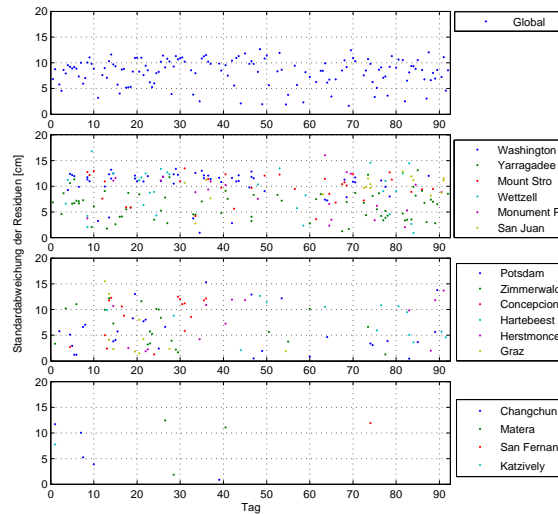 20
15
10
5
0
0 10 20 30 40 50 60 70 80 90
Global
20
15
10
5
0
0 10 20 30 40 50 60 70 80 90
Washington
Yarragadee
Mount Stro
Wettzell
Monument P
San Juan
Standardabweichung der Residuen [cm]
20
15
10
5
0
0 10 20 30 40 50 60 70 80 90
Potsdam
Zimmerwald
Concepcion
Hartebeest
Herstmonce
Graz
20
15
10
5
0
0 10 20 30 40 50 60 70 80 90
Tag
Changchun
Matera
San Fernan
Katzively